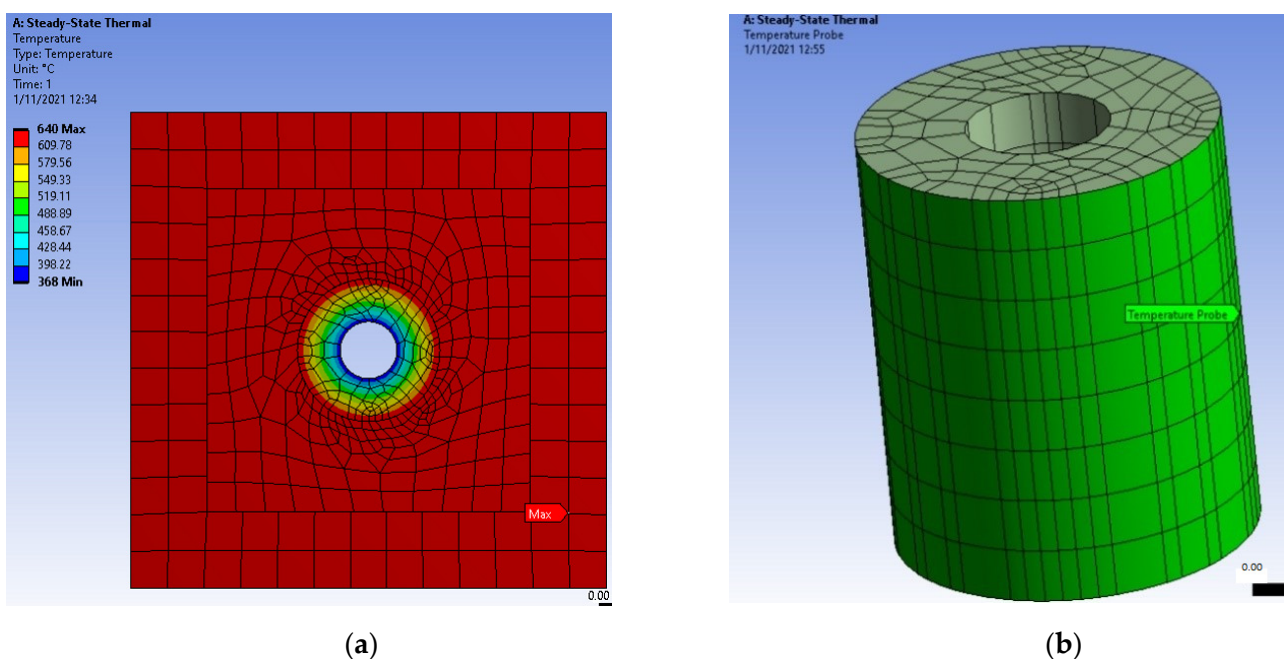 A: Steady-State Thermal
Temperature
Type: Temperature
Unit: °C
Time: 1
1/11/2021 12:34
640 Max
609.78
579.56
549.33
519.11
488.89
458.67
428.44
398.22
368 Min
Max
0.00
(a)
A: Steady-State Thermal
Temperature Probe
1/11/2021 12:55
Temperature Probe
0.00
(b)